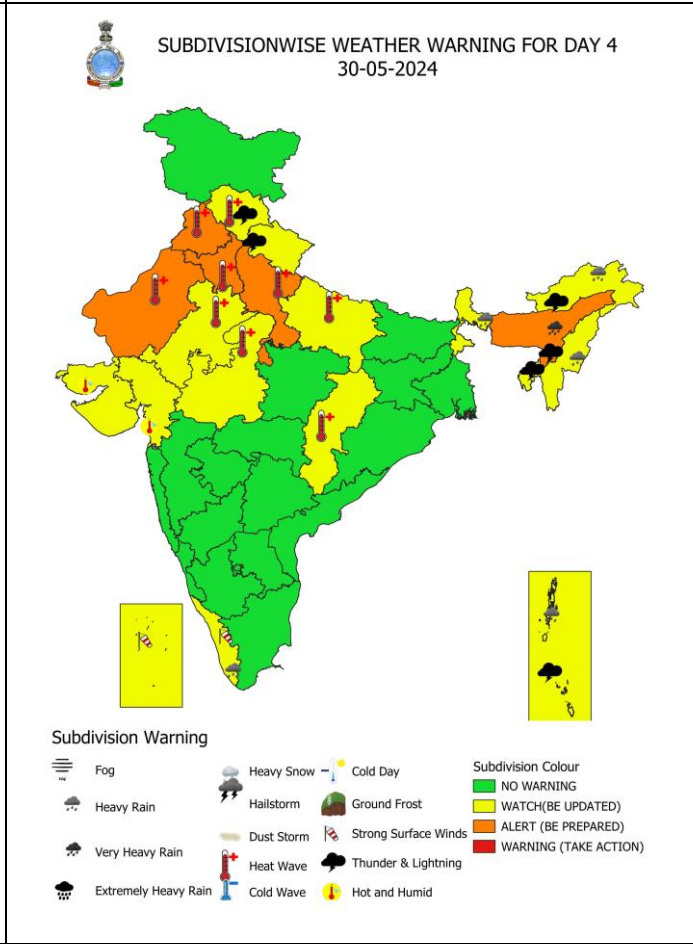 SUBDIVISIONWISE WEATHER WARNING FOR DAY 4
30-05-2024
Subdivision Warning
Fog
Heavy Rain
Very Heavy Rain
Extremely Heavy Rain
Heavy Snow
Hailstorm
Dust Storm
Heat Wave
Cold Wave
Cold Day
Ground Frost
Strong Surface Winds
Thunder & Lightning
Hot and Humid
Subdivision Colour
NO WARNING
WATCH(BE UPDATED)
ALERT (BE PREPARED)
WARNING (TAKE ACTION)